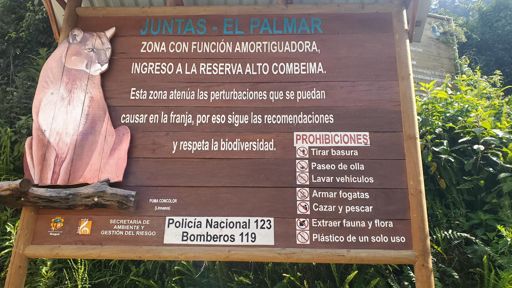 JUNTAS - EL PALMAR
ZONA CON FUNCIÓN AMORTIGUADORA,
INGRESO A LA RESERVA ALTO COMBEIMA.
Esta zona atenúa las perturbaciones que se puedan
causar en la franja, por eso sigue las recomendaciones
y respeta la biodiversidad.
PROHIBICIONES
Tirar basura
Paseo de olla
Lavar vehículos
Armar fogatas
Cazar y pescar
Extraer fauna y flora
Plástico de un solo uso
PUMA CONCOLOR
(Linnaeus)
SECRETARÍA DE
AMBIENTE Y
GESTIÓN DEL RIESGO
Policía Nacional 123
Bomberos 119